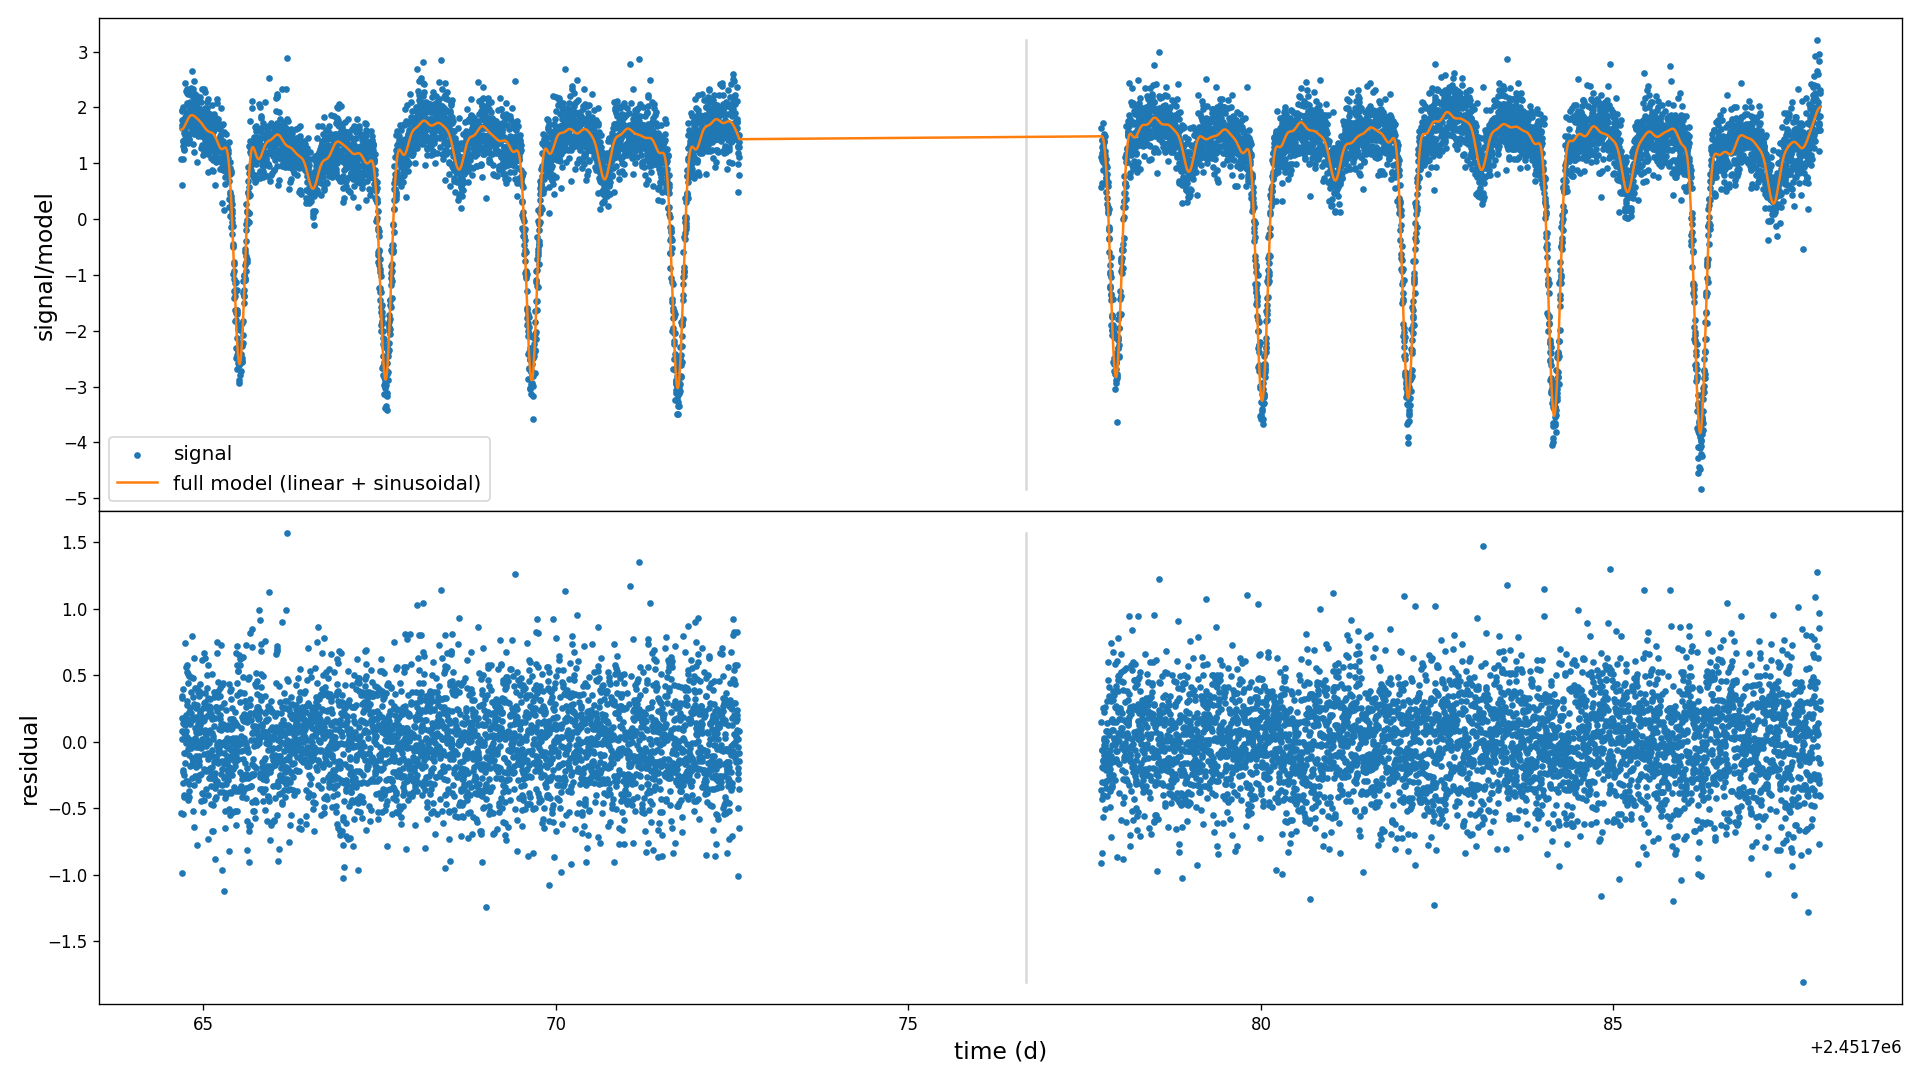 3
2
1
0
−1
−2
−3
−4
−5
signal/model
signal
full model (linear + sinusoidal)
1.5
1.0
0.5
0.0
−0.5
−1.0
−1.5
residual
65 70 75 80 85
time (d)
+2.4517e6